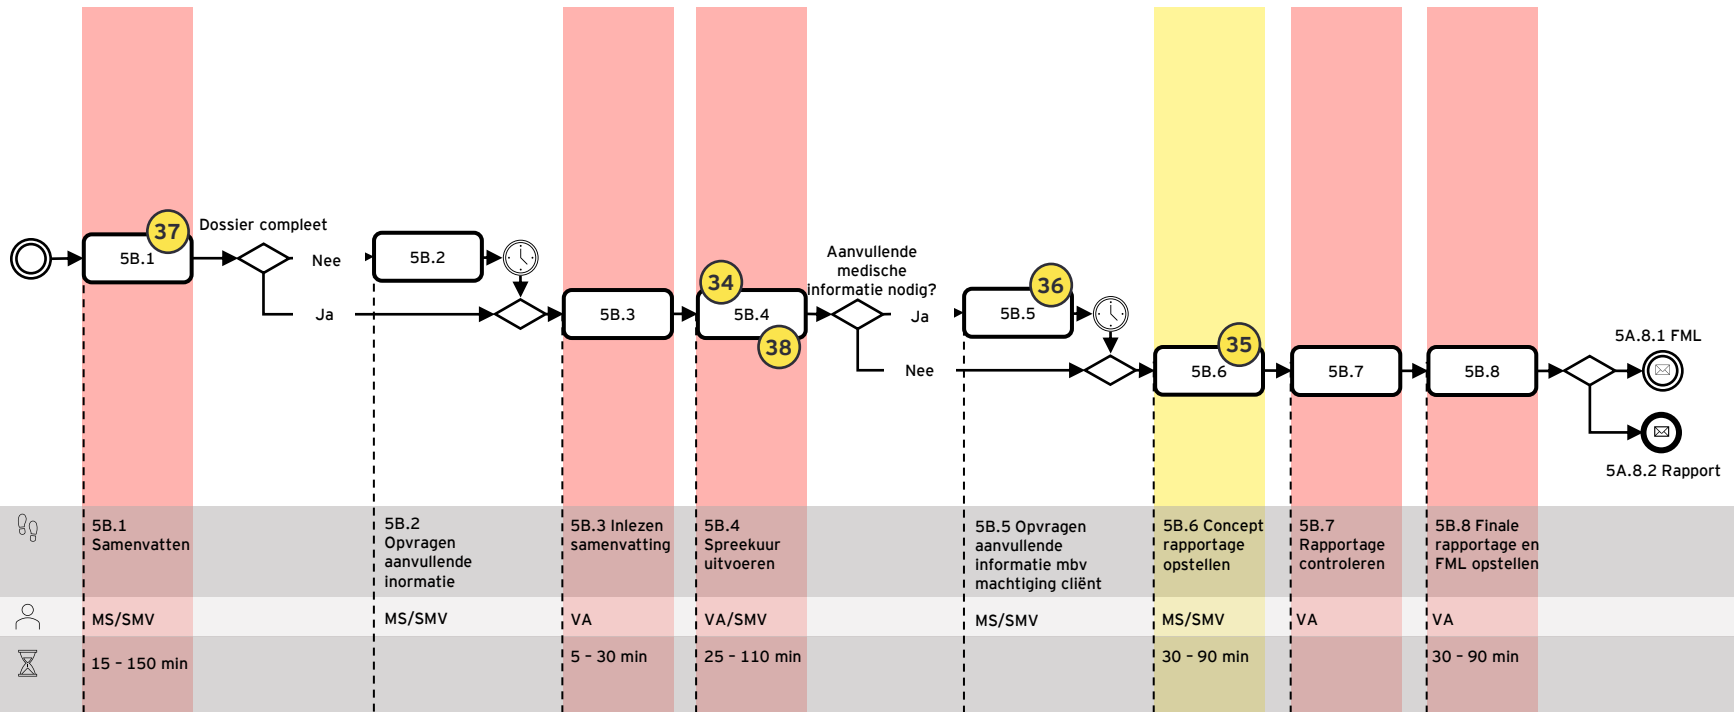 37
Dossier compleet
5B.1
Nee
5B.2
Ja
5B.3
34
5B.4
38
Aanvullende
medische
informatie nodig?
Ja
Nee
36
5B.5
35
5B.6
5B.7
5B.8
5A.8.1 FML
5A.8.2 Rapport
5B.1
Samenvatten
5B.2
Opvragen
aanvullende
inormatie
5B.3 Inlezen
samenvatting
5B.4
Spreekuur
uitvoeren
5B.5 Opvragen
aanvullende
informatie mbv
machtiging cliënt
5B.6 Concept
rapportage
opstellen
5B.7
Rapportage
controleren
5B.8 Finale
rapportage en
FML opstellen
MS/SMV
MS/SMV
VA
VA/SMV
MS/SMV
MS/SMV
VA
VA
15 – 150 min
5 – 30 min
25 – 110 min
30 – 90 min
30 – 90 min